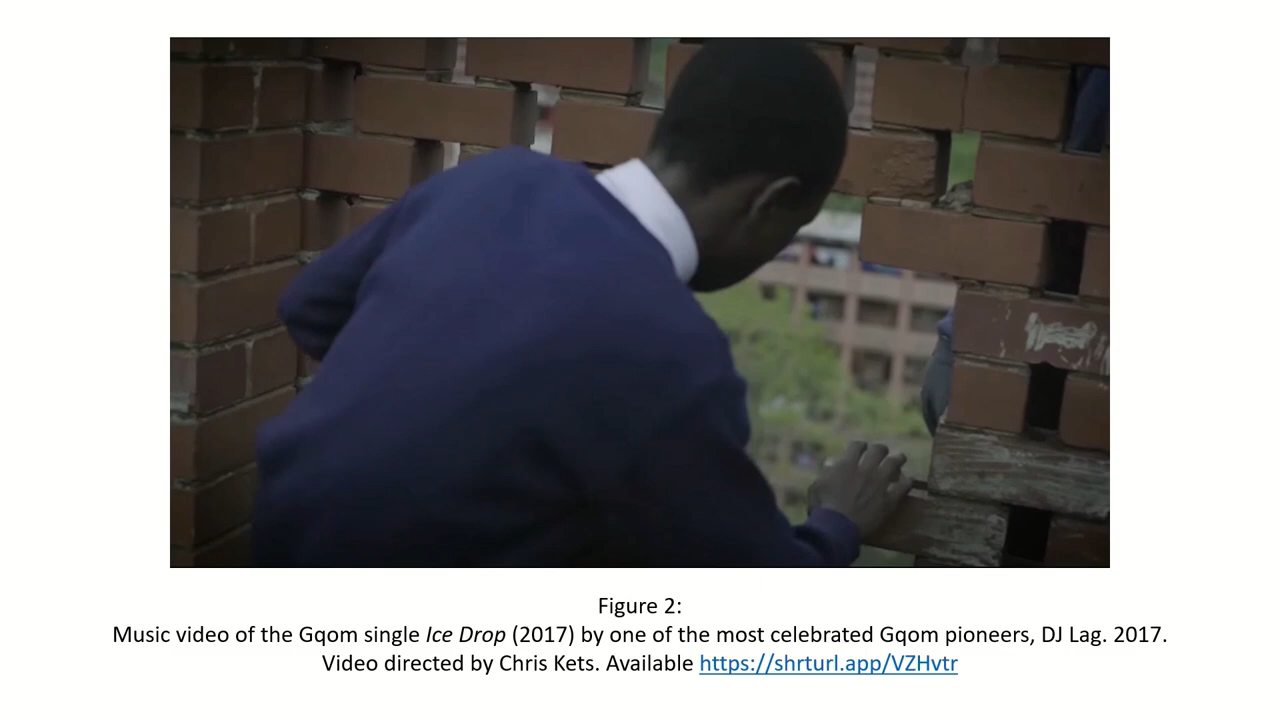 Figure 2:
Music video of the Gqom single Ice Drop (2017) by one of the most celebrated Gqom pioneers, DJ Lag. 2017.
Video directed by Chris Kets. Available https://shrturl.app/VZHvtr